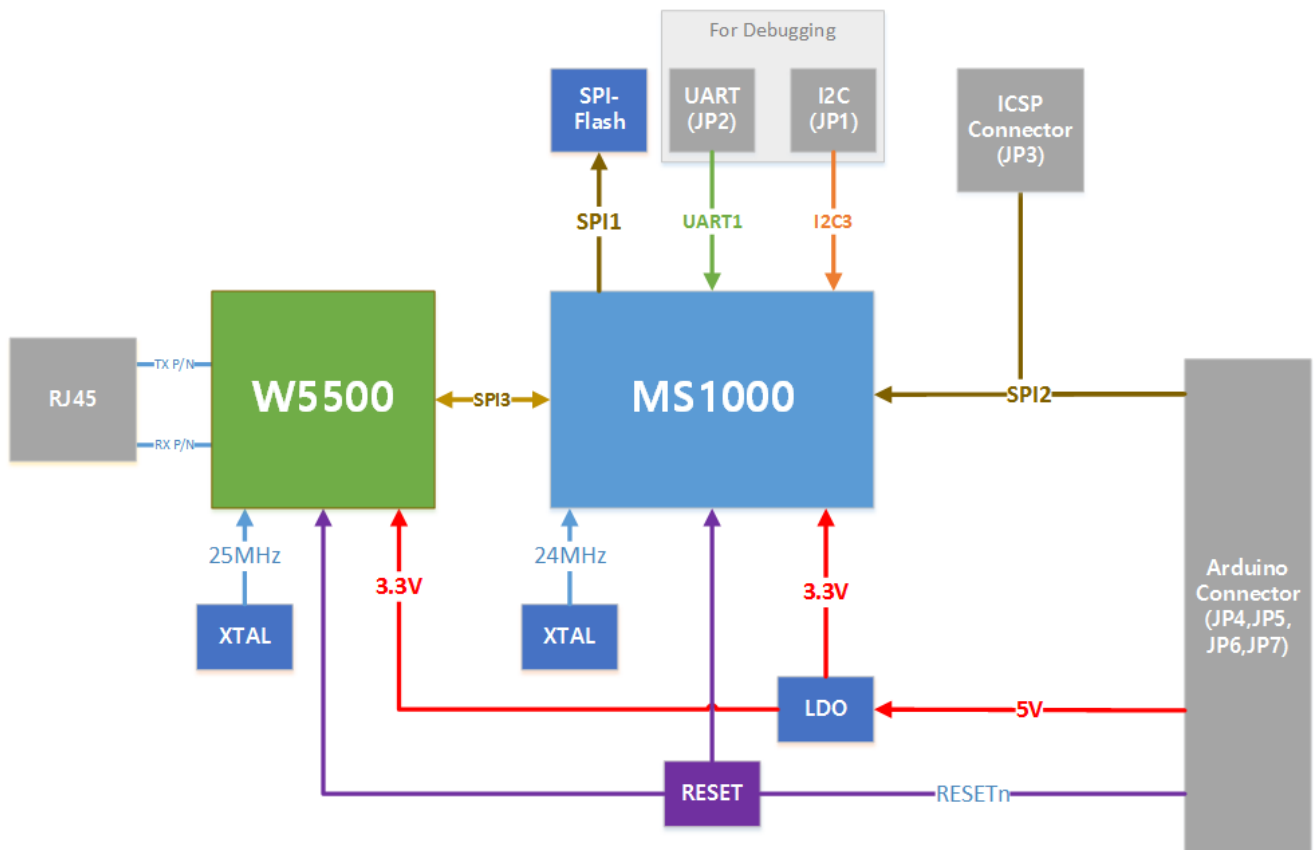 For Debugging
SPI-
Flash
UART
(JP2)
I2C
(JP1)
ICSP
Connector
(JP3)
SPI1
UART1
I2C3
RJ45
TX P/N
RX P/N
W5500
SPI3
MS1000
SPI2
25MHz
3.3V
24MHz
3.3V
XTAL
XTAL
LDO
5V
RESET
RESETn
Arduino
Connector
(JP4,JP5,
JP6,JP7)